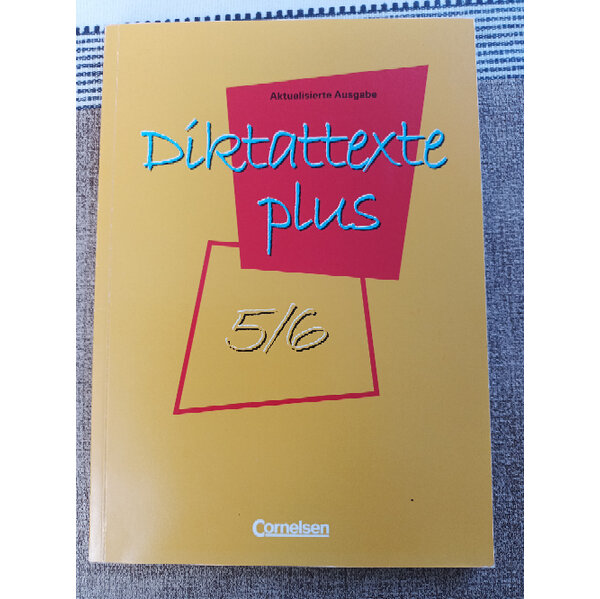 Aktualisierte Ausgabe
Diktattexte
plus
5/6
Cornelsen